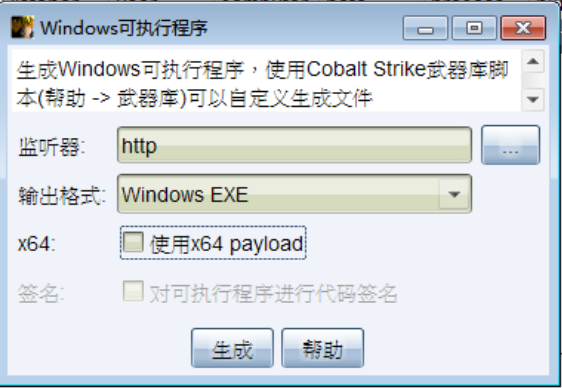 Windows可执行程序
生成Windows可执行程序，使用Cobalt Strike武器库脚
本(帮助 -> 武器库)可以自定义生成文件
监听器: http ...
输出格式: Windows EXE
x64: 使用x64 payload
签名: 对可执行程序进行代码签名
生成 帮助